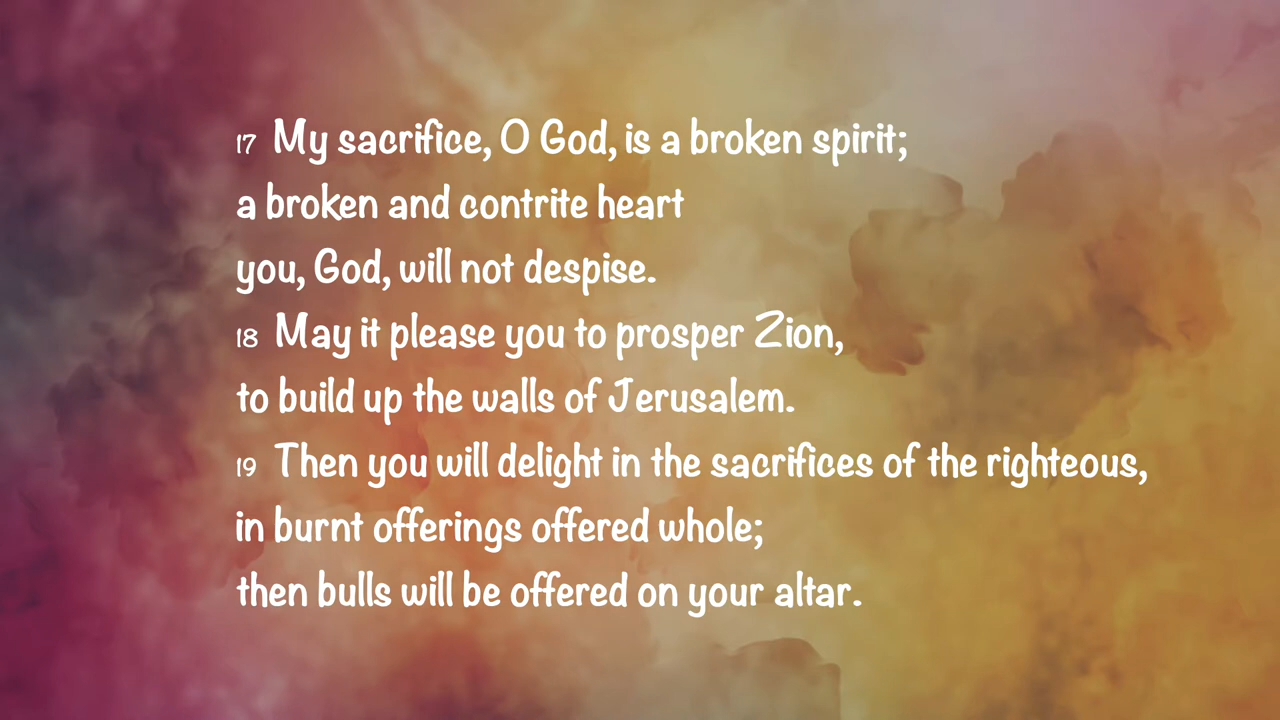 17 My sacrifice, O God, is a broken spirit;
a broken and contrite heart
you, God, will not despise.
18 May it please you to prosper Zion,
to build up the walls of Jerusalem.
19 Then you will delight in the sacrifices of the righteous,
in burnt offerings offered whole;
then bulls will be offered on your altar.